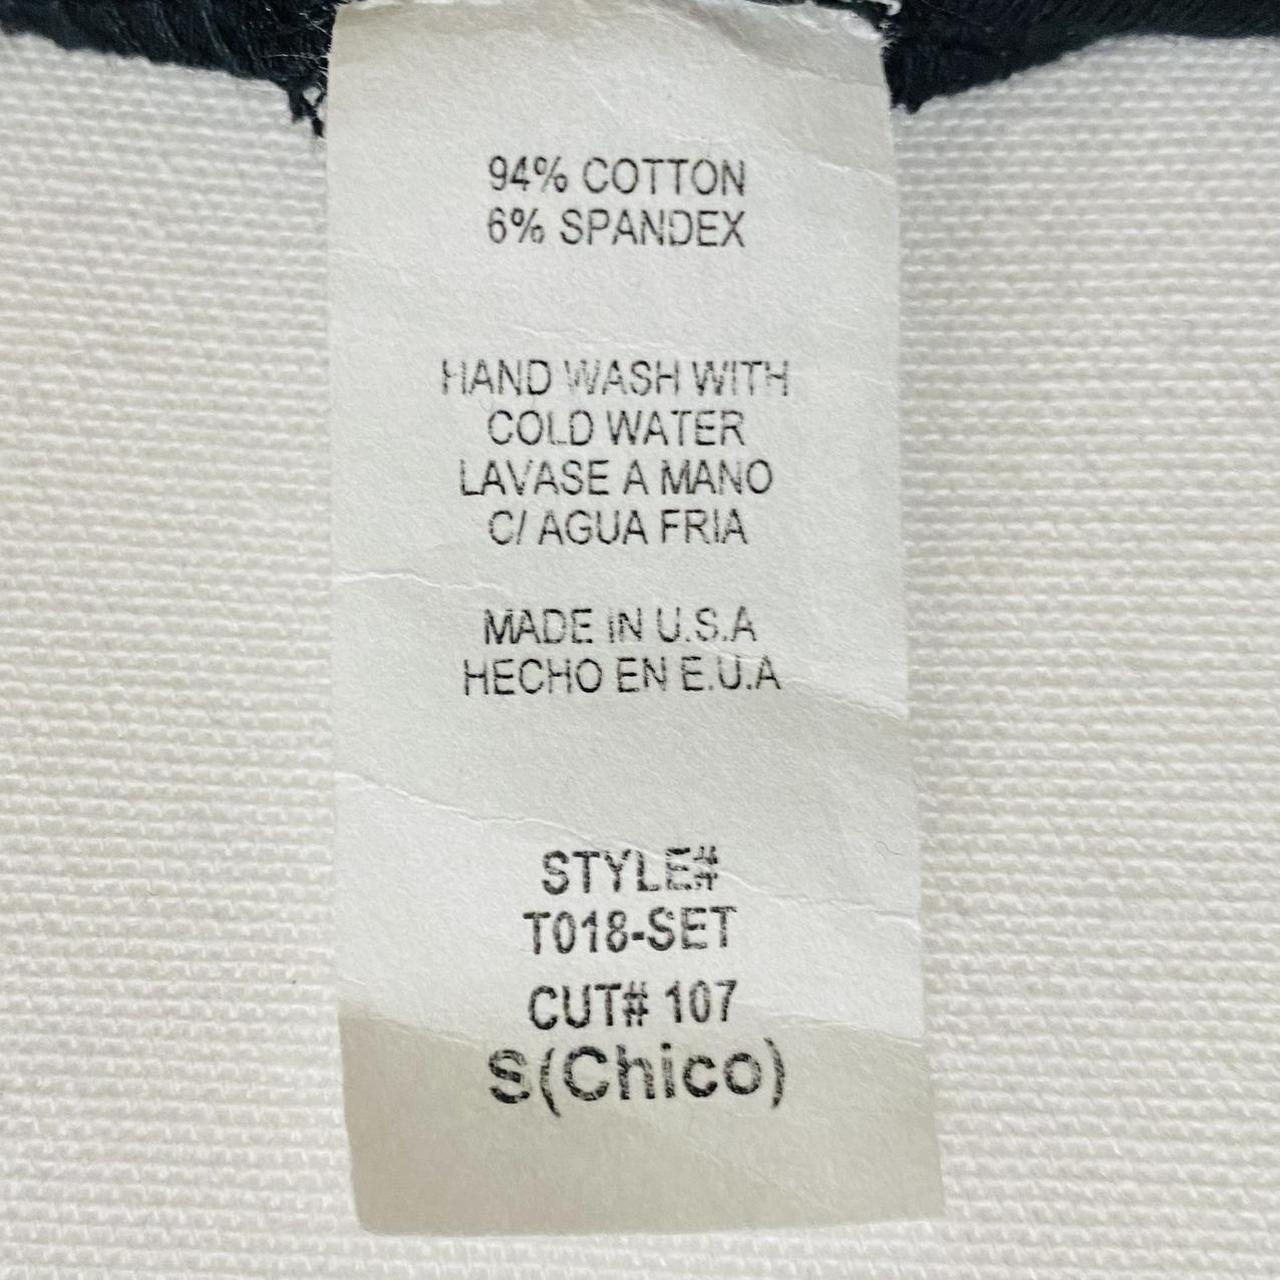 94% COTTON
6% SPANDEX
HAND WASH WITH
COLD WATER
LAVASE A MANO
C/ AGUA FRIA
MADE IN U.S.A
HECHO EN E.U.A
STYLE#
T018-SET
CUT# 107
S(Chico)